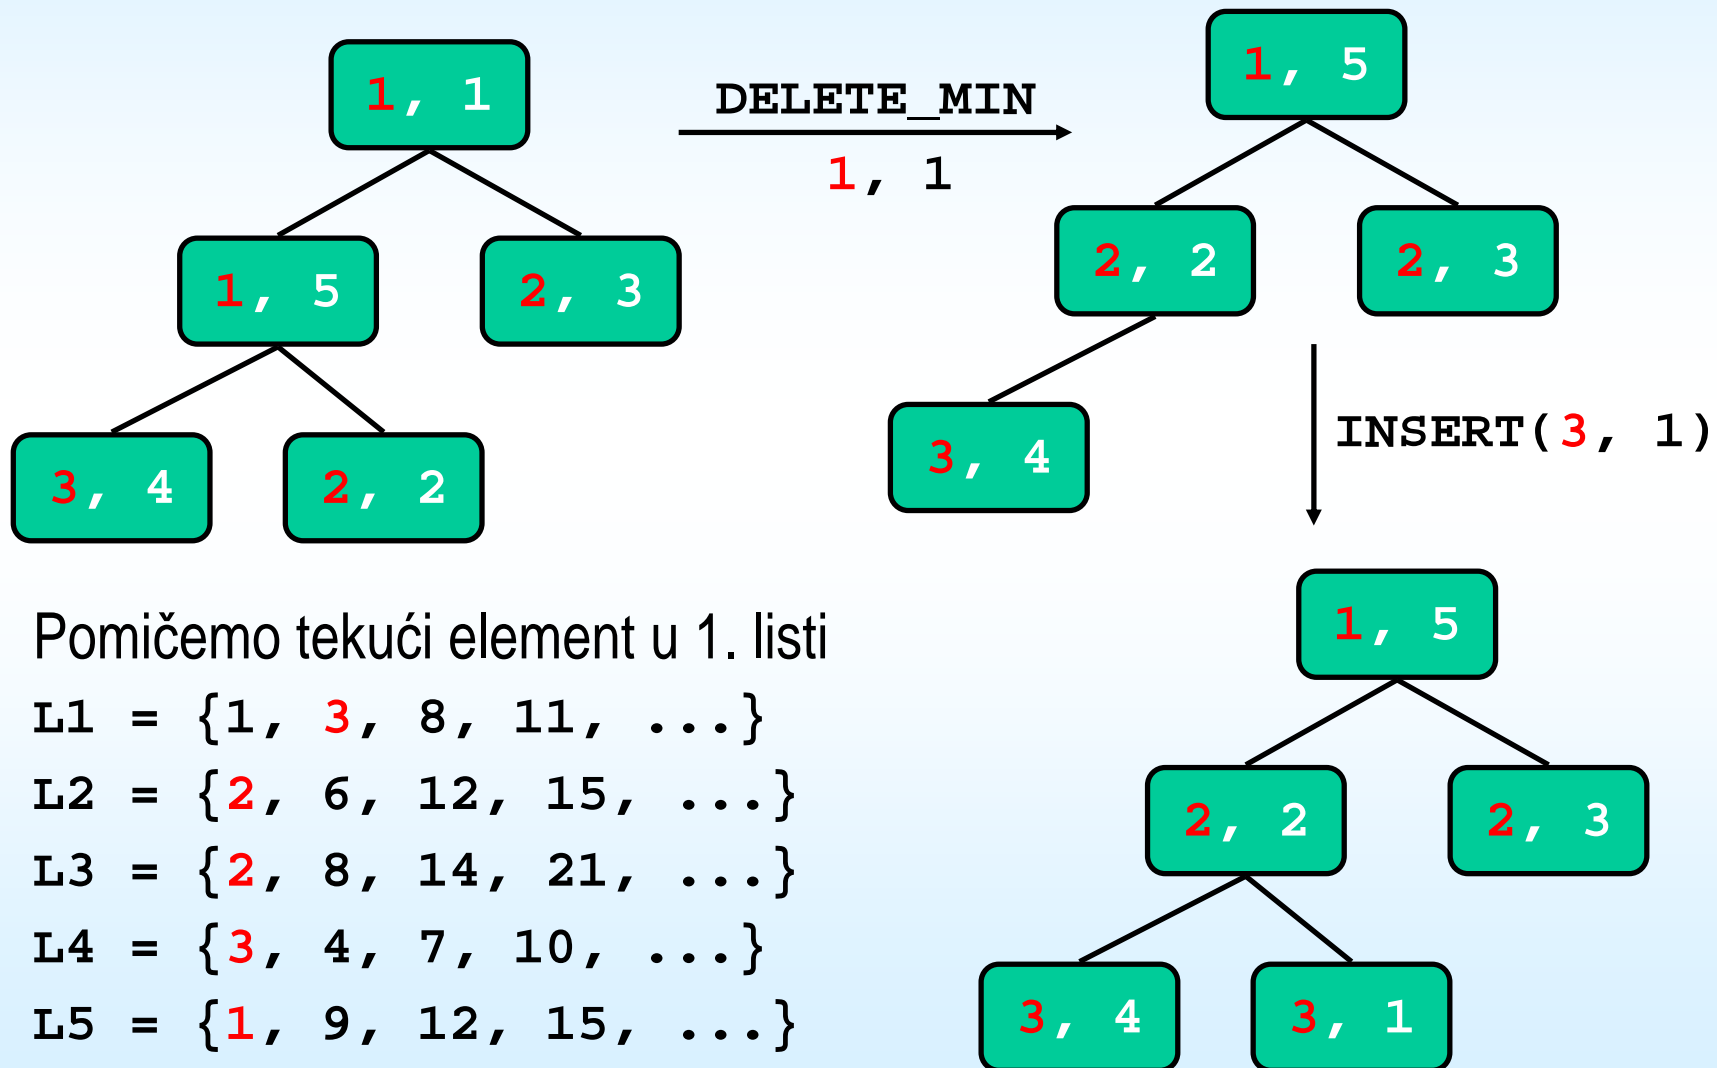 1, 1
1, 5
2, 3
3, 4
2, 2
DELETE_MIN
1, 1
1, 5
2, 2
2, 3
3, 4
INSERT(3, 1)
Pomičemo tekući element u 1. listi
L1 = {1, 3, 8, 11, ...}
L2 = {2, 6, 12, 15, ...}
L3 = {2, 8, 14, 21, ...}
L4 = {3, 4, 7, 10, ...}
L5 = {1, 9, 12, 15, ...}
1, 5
2, 2
2, 3
3, 4
3, 1